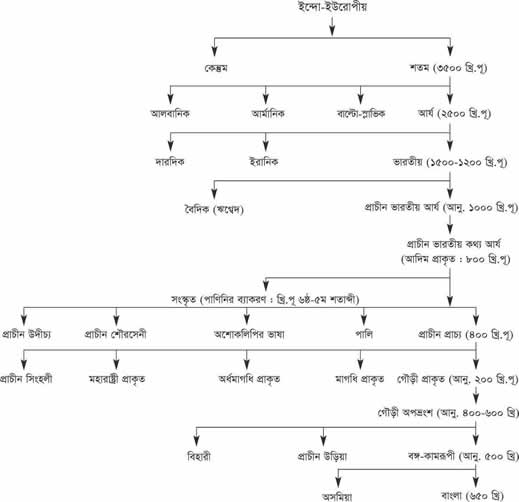 ইন্দো-ইউরোপীয়
কেন্তুম শতম (৩৫০০ খ্রি.পূ)
আলবানিক আর্মানিক বাল্টো-স্লাভিক আর্য (২৫০০ খ্রি.পূ)
দারদিক ইরানিক ভারতীয় (১৫০০-১২০০ খ্রি.পূ)
বৈদিক (ঋগ্বেদ) প্রাচীন ভারতীয় আর্য (আনু. ১০০০ খ্রি.পূ)
প্রাচীন ভারতীয় কথ্য আর্য
(আদিম প্রাকৃত : ৮০০ খ্রি.পূ)
সংস্কৃত (পাণিনির ব্যাকরণ : খ্রি.পূ ৬ষ্ঠ-৫ম শতাব্দী)
প্রাচীন উদীচ্য প্রাচীন শৌরসেনী অশোকলিপির ভাষা পালি প্রাচীন প্রাচ্য (৪০০ খ্রি.পূ)
প্রাচীন সিংহলী মহারাষ্ট্রী প্রাকৃত অর্ধমাগধি প্রাকৃত মাগধি প্রাকৃত গৌড়ী প্রাকৃত (আনু. ২০০ খ্রি.পূ)
গৌড়ী অপভ্রংশ (আনু. ৪০০-৬০০ খ্রি)
বিহারী প্রাচীন উড়িয়া বঙ্গ-কামরূপী (আনু. ৫০০ খ্রি)
অসমিয়া বাংলা (৬৫০ খ্রি)